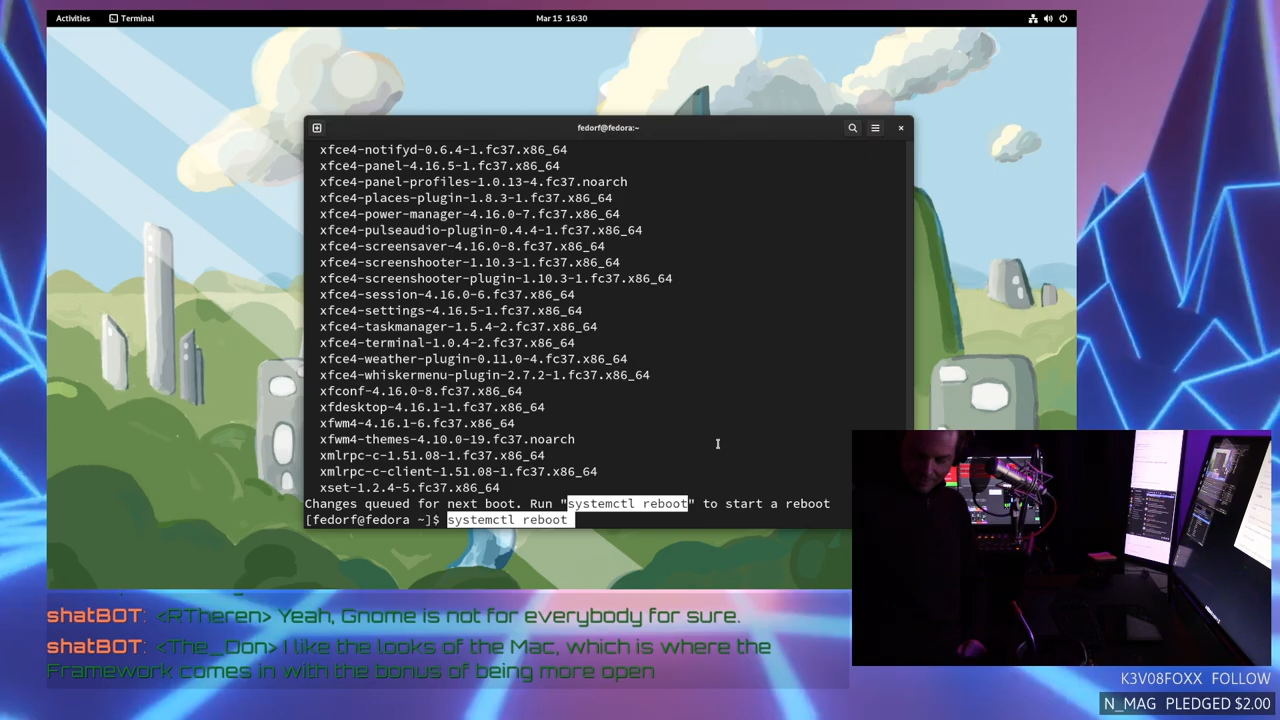 Activities
Terminal
Mar 15 16:30
fedorf@fedora:~
xfce4-notifyd-0.6.4-1.fc37.x86_64
xfce4-panel-4.16.5-1.fc37.x86_64
xfce4-panel-profiles-1.0.13-4.fc37.noarch
xfce4-places-plugin-1.8.3-1.fc37.x86_64
xfce4-power-manager-4.16.0-7.fc37.x86_64
xfce4-pulseaudio-plugin-0.4.4-1.fc37.x86_64
xfce4-screensaver-4.16.0-8.fc37.x86_64
xfce4-screenshooter-1.10.3-1.fc37.x86_64
xfce4-screenshooter-plugin-1.10.3-1.fc37.x86_64
xfce4-session-4.16.0-6.fc37.x86_64
xfce4-settings-4.16.5-1.fc37.x86_64
xfce4-taskmanager-1.5.4-2.fc37.x86_64
xfce4-terminal-1.0.4-2.fc37.x86_64
xfce4-weather-plugin-0.11.0-4.fc37.x86_64
xfce4-whiskermenu-plugin-2.7.2-1.fc37.x86_64
xfconf-4.16.0-8.fc37.x86_64
xfdesktop-4.16.1-1.fc37.x86_64
xfwm4-4.16.1-6.fc37.x86_64
xfwm4-themes-4.10.0-19.fc37.noarch
xmlrpc-c-1.51.08-1.fc37.x86_64
xmlrpc-c-client-1.51.08-1.fc37.x86_64
xset-1.2.4-5.fc37.x86_64
Changes queued for next boot. Run "systemctl reboot" to start a reboot
[fedorf@fedora ~]$ systemctl reboot
shatBOT: <RTheren> Yeah, Gnome is not for everybody for sure.
shatBOT: <The_Don> I like the looks of the Mac, which is where the
Framework comes in with the bonus of being more open
K3V08FOXX FOLLOW
N_MAG PLEDGED $2.00